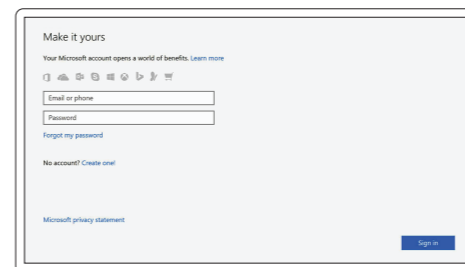 Make it yours
Your Microsoft account opens a world of benefits. Learn more
Email or phone
Password
Forgot my password
No account? Create one!
Microsoft privacy statement
Sign in